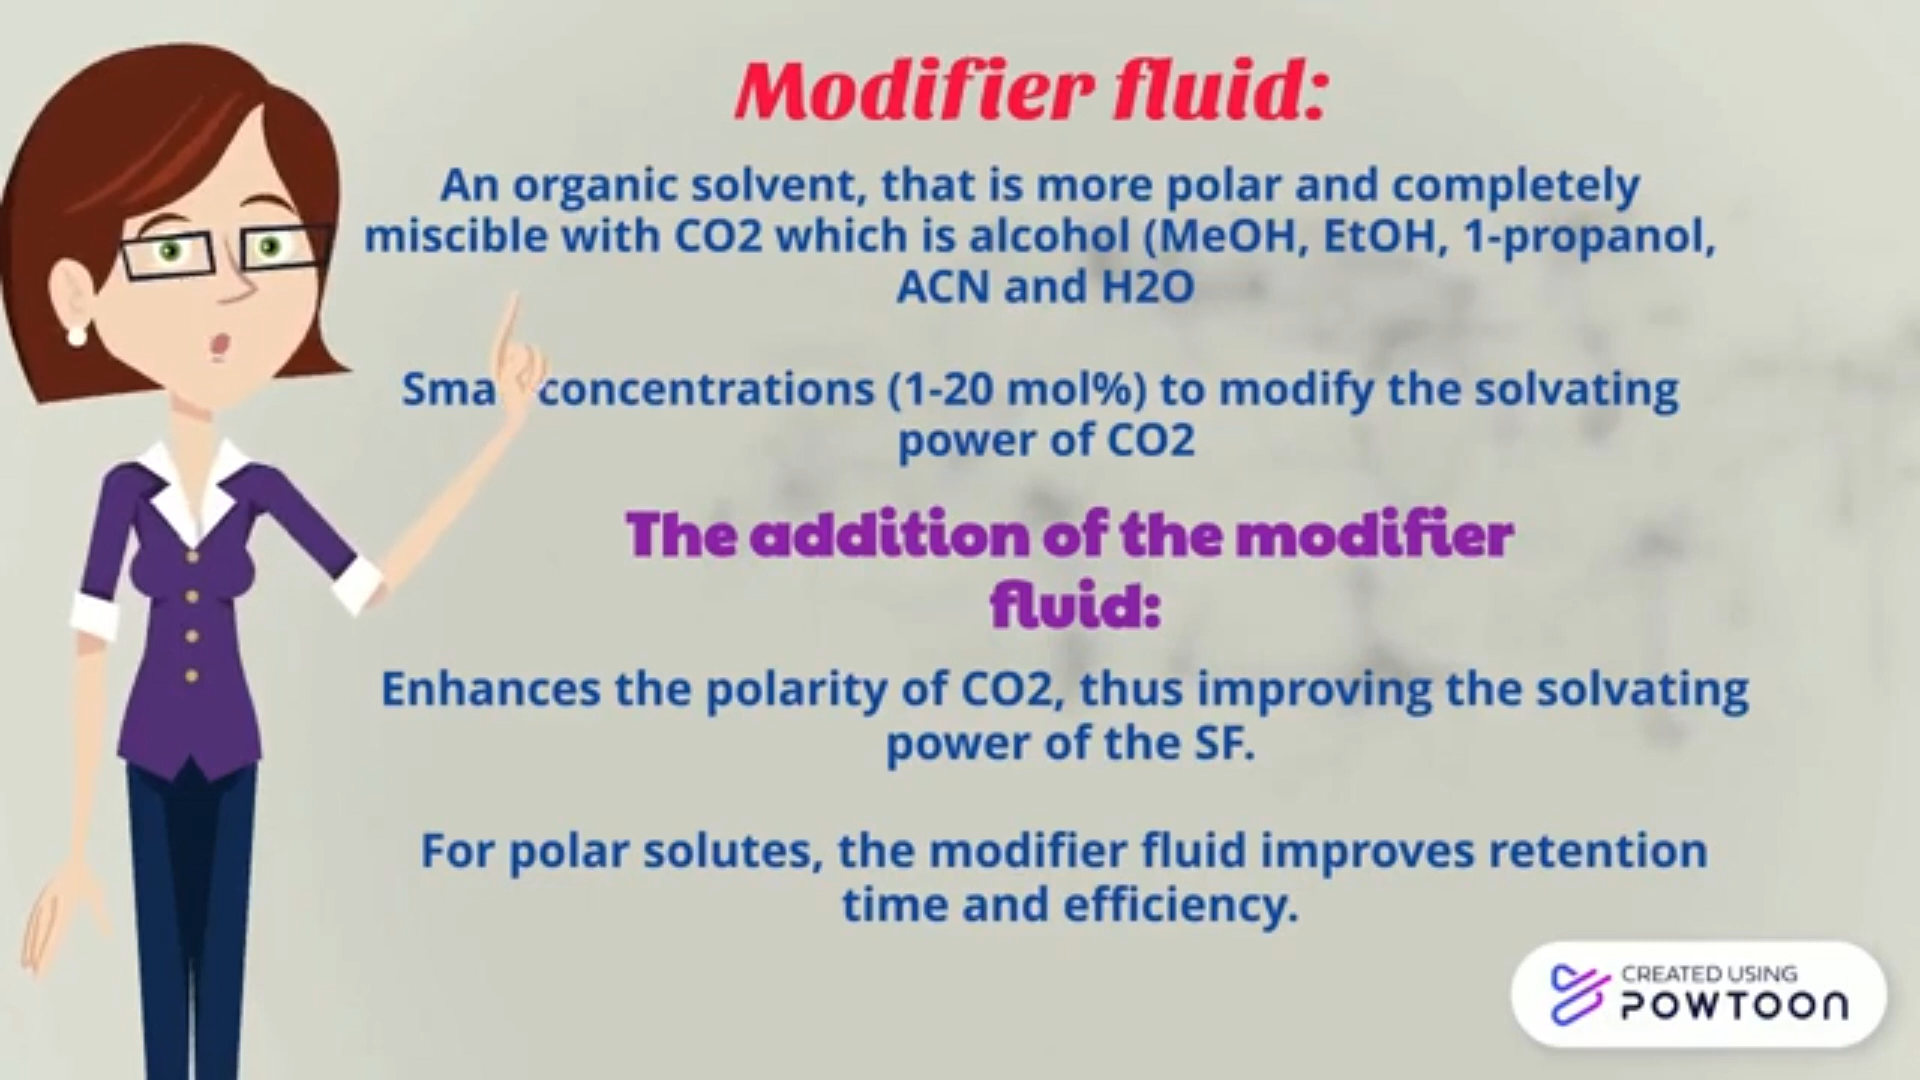 Modifier fluid:
An organic solvent, that is more polar and completely
miscible with CO2 which is alcohol (MeOH, EtOH, 1-propanol,
ACN and H2O
Sma concentrations (1-20 mol%) to modify the solvating
power of CO2
The addition of the modifier
fluid:
Enhances the polarity of CO2, thus improving the solvating
power of the SF.
For polar solutes, the modifier fluid improves retention
time and efficiency.
CREATED USING
POWTOON